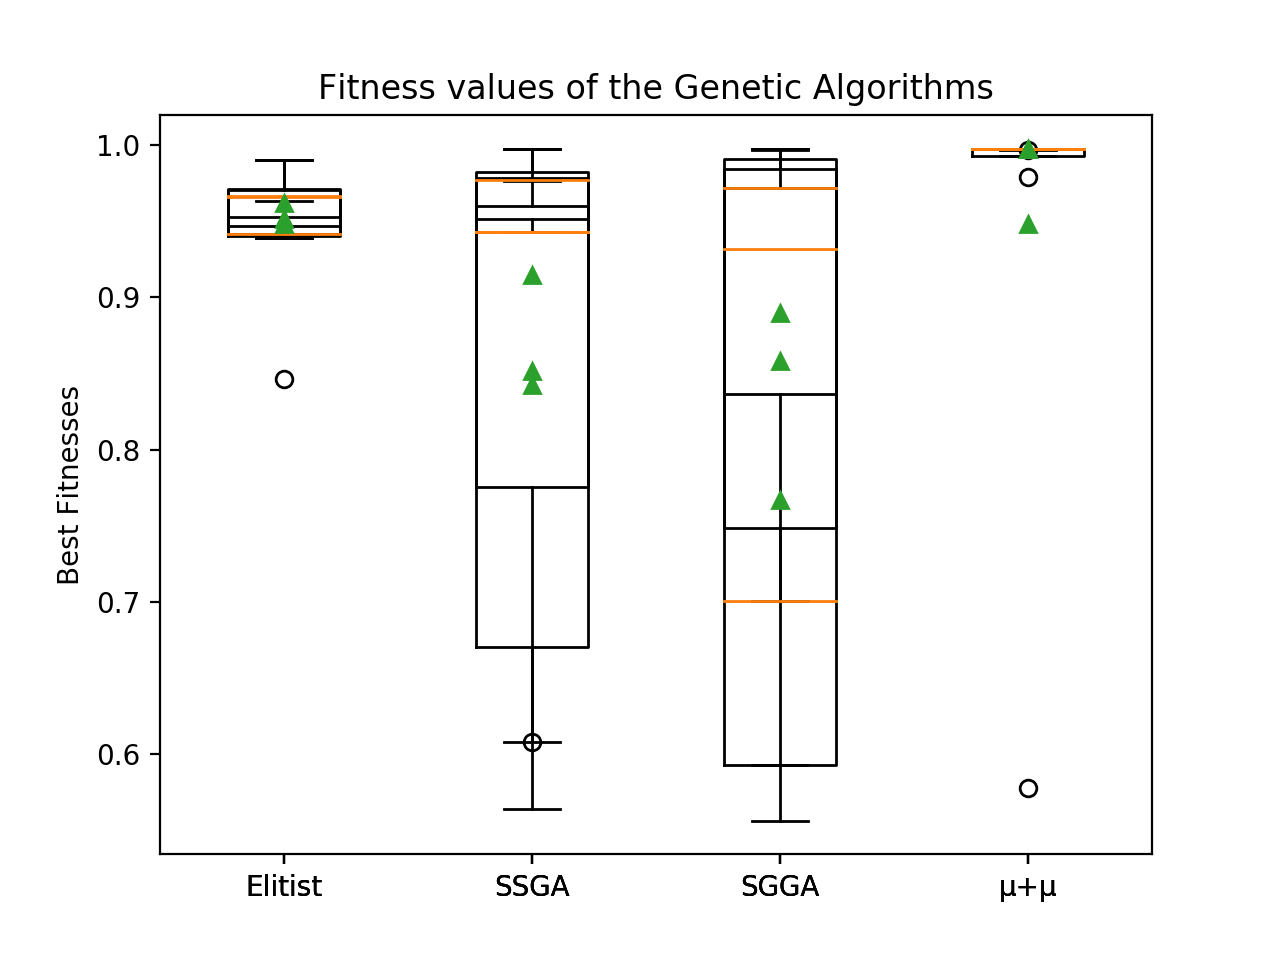 Fitness values of the Genetic Algorithms
1.0
0.9
0.8
0.7
0.6
Best Fitnesses
Elitist
SSGA
SGGA
μ+μ